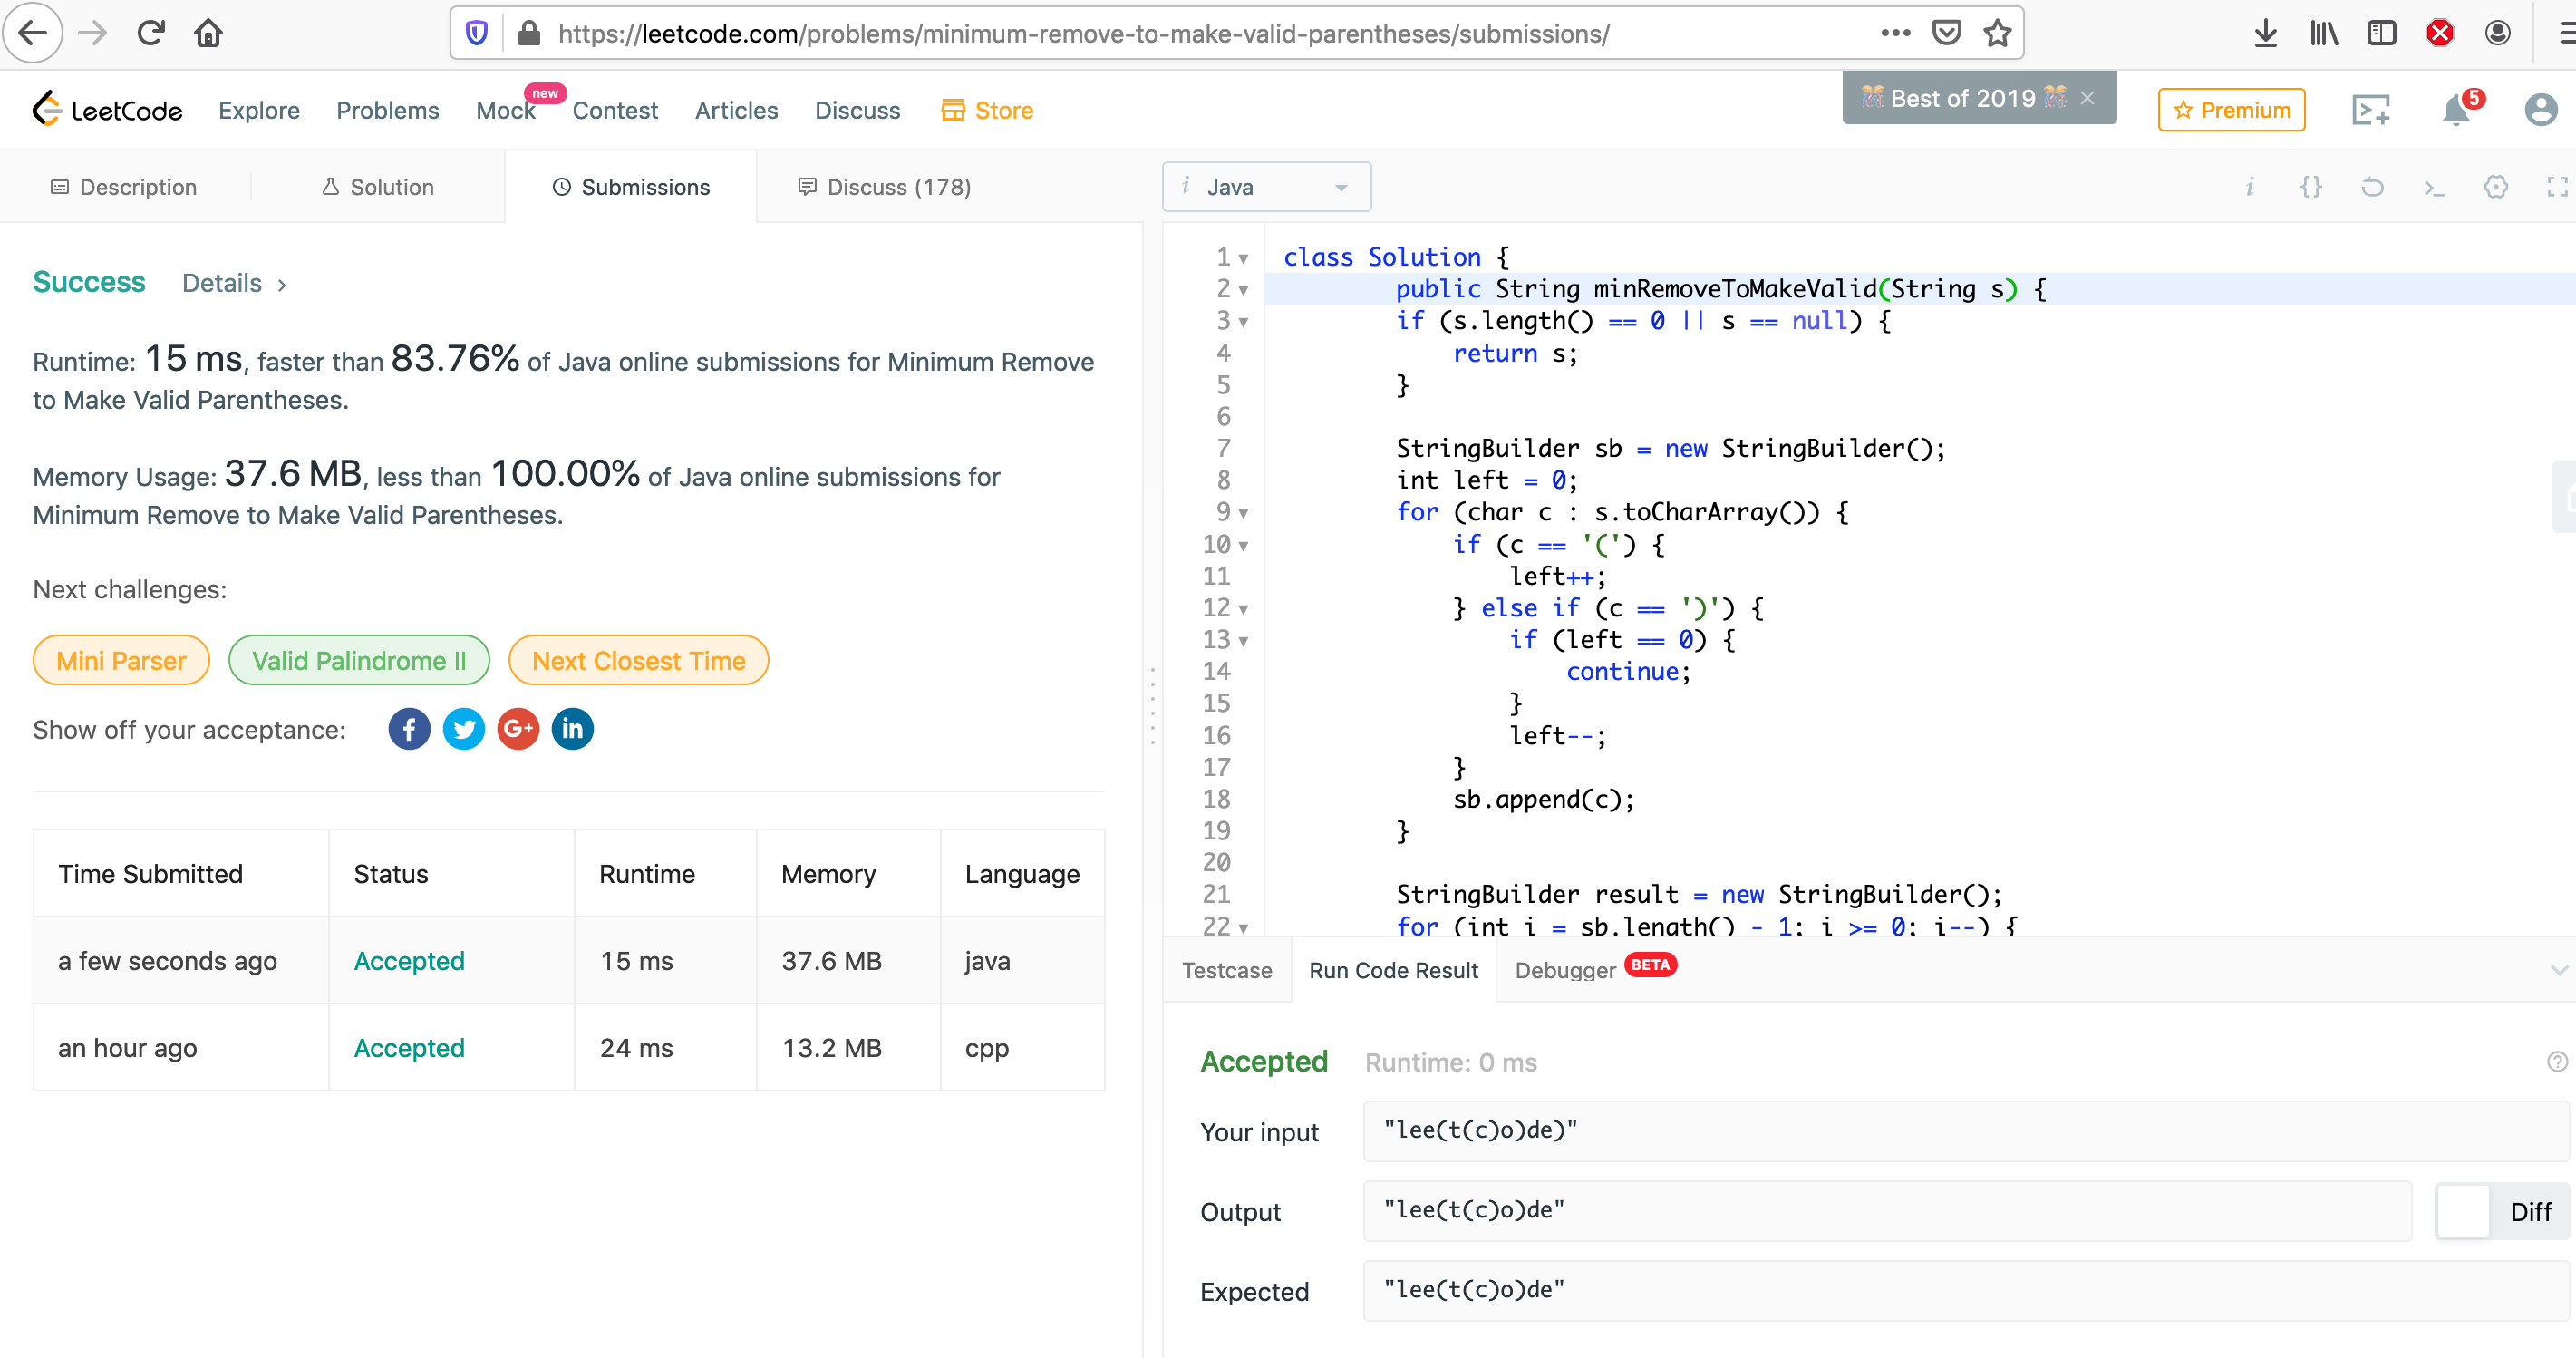 https://leetcode.com/problems/minimum-remove-to-make-valid-parentheses/submissions/
LeetCode Explore Problems Mock new Contest Articles Discuss Store Best of 2019 × Premium 5
Description Solution Submissions Discuss (178)
Success Details >
Runtime: 15 ms, faster than 83.76% of Java online submissions for Minimum Remove
to Make Valid Parentheses.
Memory Usage: 37.6 MB, less than 100.00% of Java online submissions for
Minimum Remove to Make Valid Parentheses.
Next challenges:
Mini Parser Valid Palindrome II Next Closest Time
Show off your acceptance: f G+ in
Time Submitted Status Runtime Memory Language
a few seconds ago Accepted 15 ms 37.6 MB java
an hour ago Accepted 24 ms 13.2 MB cpp
i Java i {} >_
1 class Solution {
2 public String minRemoveToMakeValid(String s) {
3 if (s.length() == 0 || s == null) {
4 return s;
5 }
6
7 StringBuilder sb = new StringBuilder();
8 int left = 0;
9 for (char c : s.toCharArray()) {
10 if (c == '(') {
11 left++;
12 } else if (c == ')') {
13 if (left == 0) {
14 continue;
15 }
16 left--;
17 }
18 sb.append(c);
19 }
20
21 StringBuilder result = new StringBuilder();
22 for (int i = sb.length() - 1; i >= 0; i--) {
Testcase Run Code Result Debugger BETA
Accepted Runtime: 0 ms ?
Your input "lee(t(c)o)de)"
Output "lee(t(c)o)de" Diff
Expected "lee(t(c)o)de"